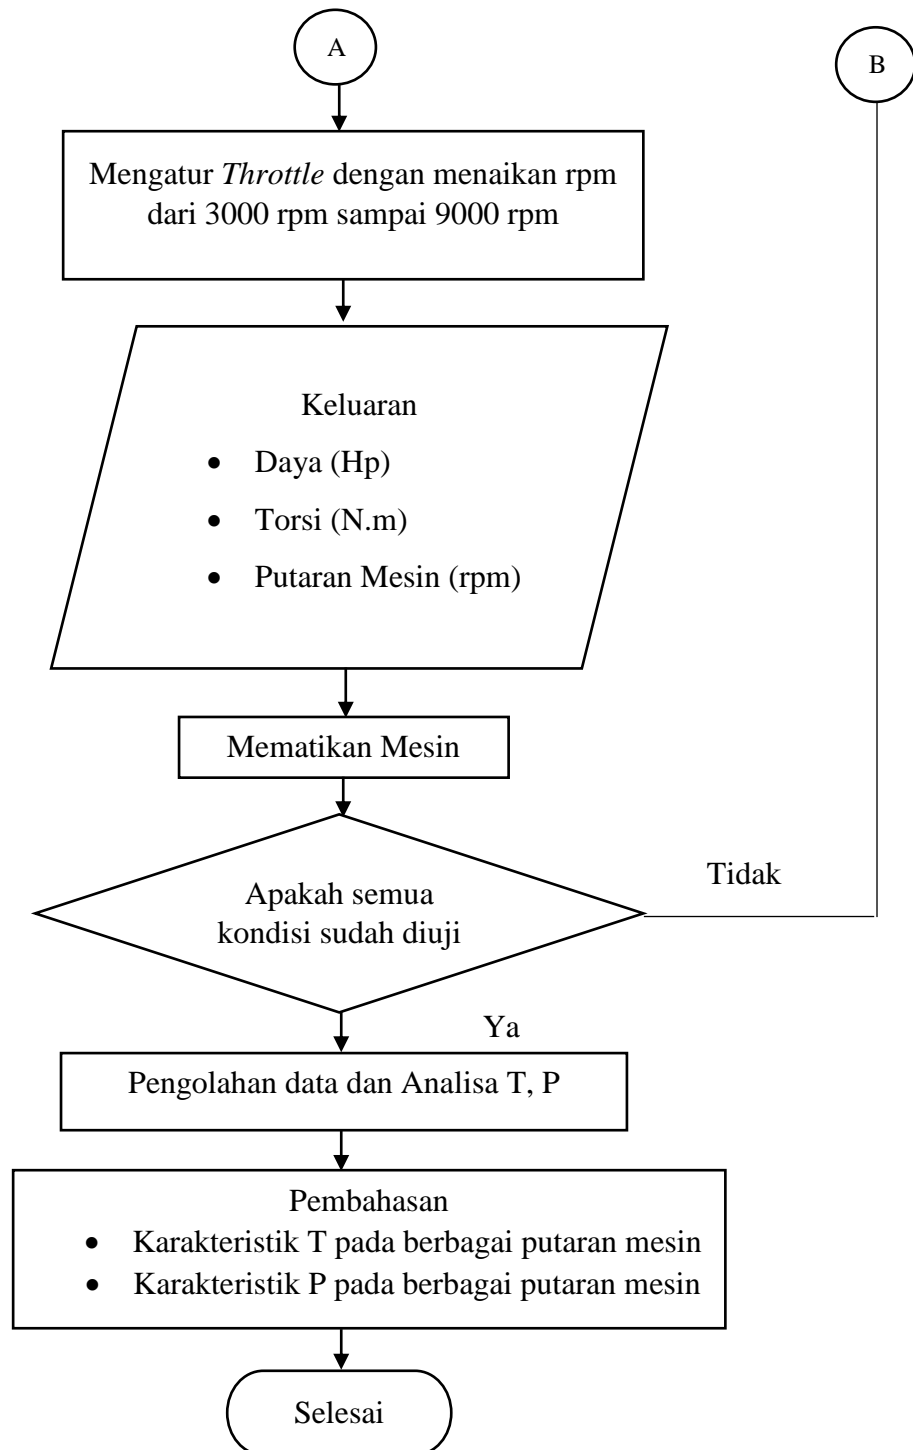 A
B
Mengatur Throttle dengan menaikan rpm
dari 3000 rpm sampai 9000 rpm
Keluaran
• Daya (Hp)
• Torsi (N.m)
• Putaran Mesin (rpm)
Mematikan Mesin
Apakah semua
kondisi sudah diuji
Tidak
Ya
Pengolahan data dan Analisa T, P
Pembahasan
• Karakteristik T pada berbagai putaran mesin
• Karakteristik P pada berbagai putaran mesin
Selesai